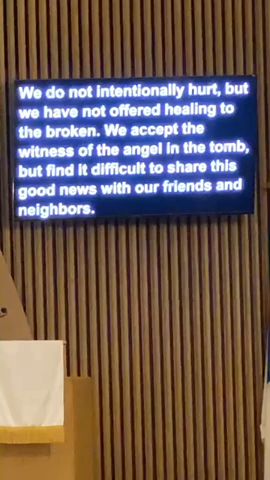 We do not intentionally hurt, but
we have not offered healing to
the broken. We accept the
witness of the angel in the tomb,
but find it difficult to share this
good news with our friends and
neighbors.